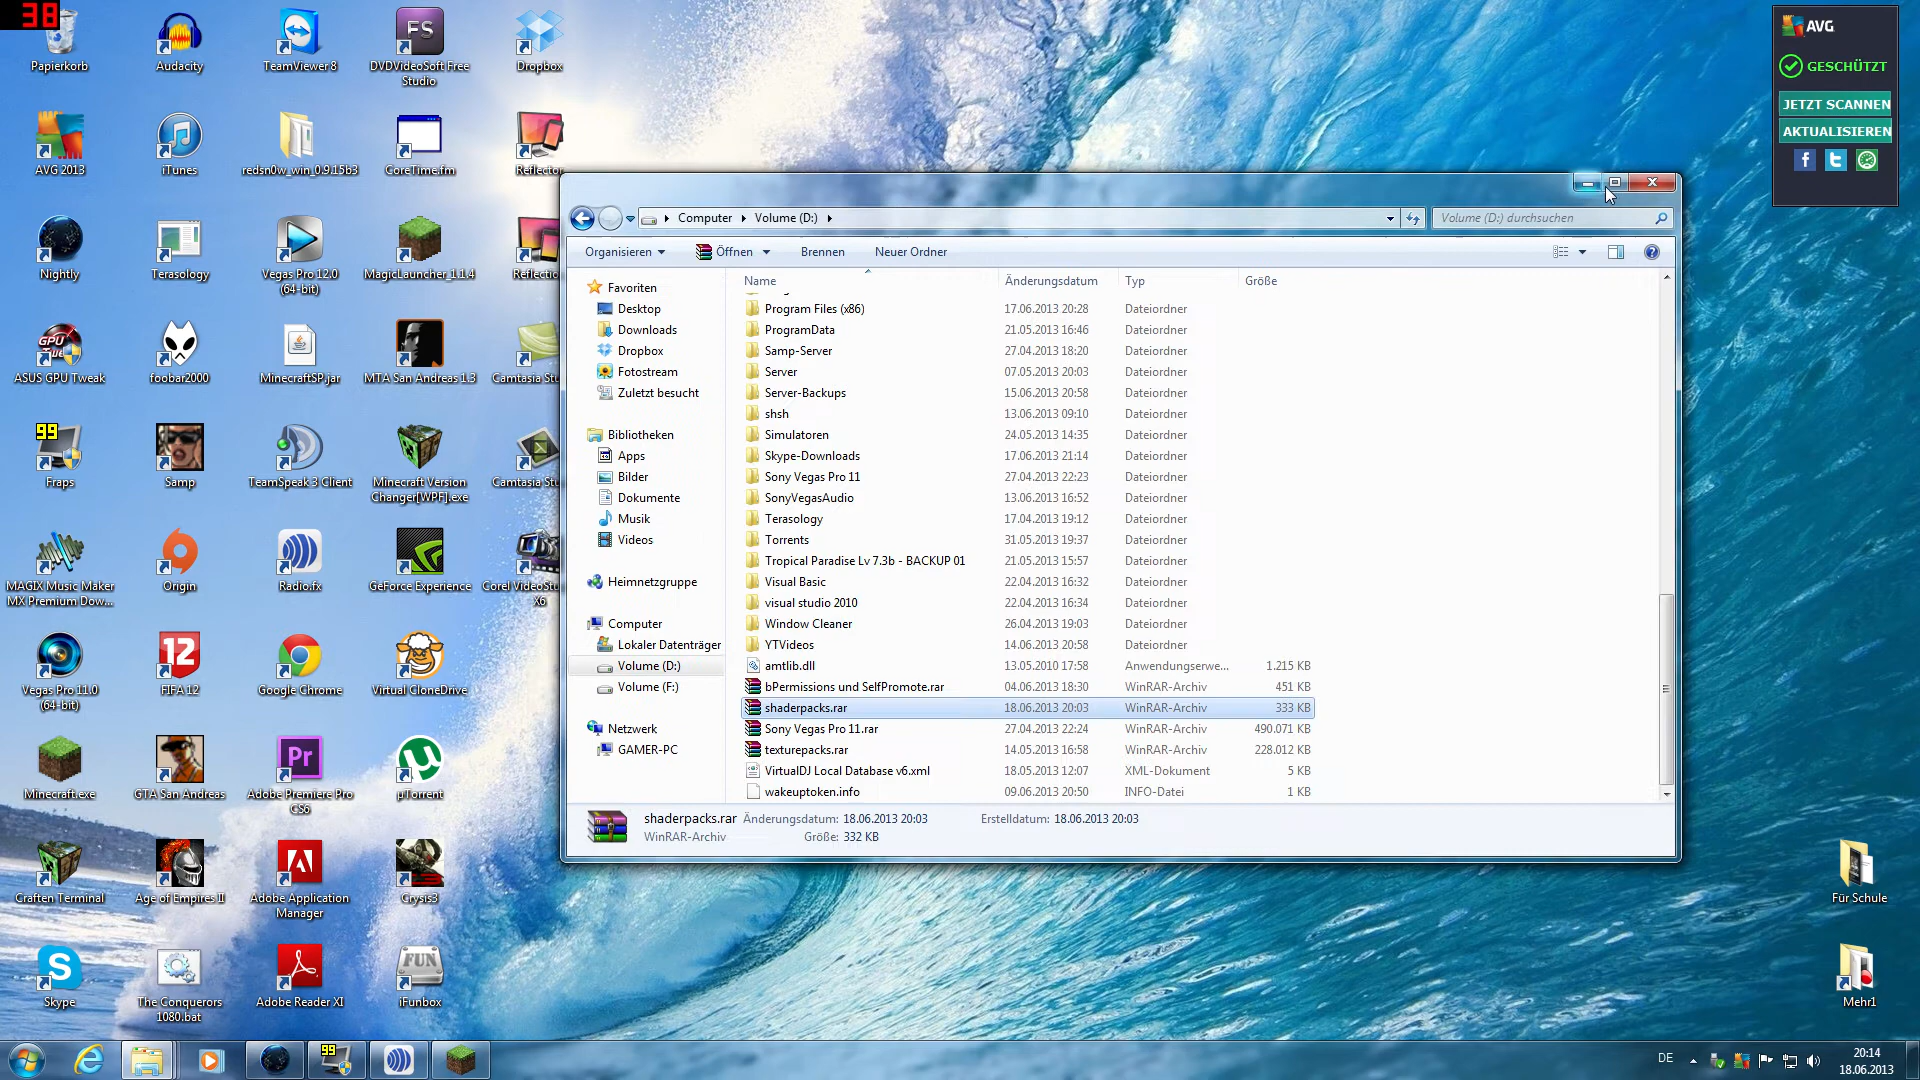 38
Papierkorb
Audacity
TeamViewer 8
DVDVideoSoft Free
Studio
Dropbox
AVG 2013
iTunes
redsn0w_win_0.9.15b3
CoreTime.fm
Reflector
Nightly
Terasology
Vegas Pro 12.0
(64-bit)
MagicLauncher_1.1.4
Reflection
ASUS GPU Tweak
foobar2000
MinecraftSP.jar
MTA San Andreas 1.3
Camtasia Stu
99
Fraps
Samp
TeamSpeak 3 Client
Minecraft Version
Changer[WPF].exe
Camtasia Stu
MAGIX Music Maker
MX Premium Dow...
Origin
Radio.fx
GeForce Experience
Corel VideoStu
X6
Vegas Pro 11.0
(64-bit)
12
FIFA 12
Google Chrome
Virtual CloneDrive
Minecraft.exe
GTA San Andreas
Pr
Adobe Premiere Pro
CS6
µTorrent
Craften Terminal
Age of Empires II
Adobe Application
Manager
Crysis3
Skype
The Conquerors
1080.bat
Adobe Reader XI
FUN
iFunbox
AVG
GESCHÜTZT
JETZT SCANNEN
AKTUALISIEREN
Computer
Volume (D:)
Volume (D:) durchsuchen
Organisieren
Öffnen
Brennen
Neuer Ordner
Favoriten
Desktop
Downloads
Dropbox
Fotostream
Zuletzt besucht
Bibliotheken
Apps
Bilder
Dokumente
Musik
Videos
Heimnetzgruppe
Computer
Lokaler Datenträger
Volume (D:)
Volume (F:)
Netzwerk
GAMER-PC
Name Änderungsdatum Typ Größe
Program Files (x86) 17.06.2013 20:28 Dateiordner
ProgramData 21.05.2013 16:46 Dateiordner
Samp-Server 27.04.2013 18:20 Dateiordner
Server 07.05.2013 20:03 Dateiordner
Server-Backups 15.06.2013 20:58 Dateiordner
shsh 13.06.2013 09:10 Dateiordner
Simulatoren 24.05.2013 14:35 Dateiordner
Skype-Downloads 17.06.2013 21:14 Dateiordner
Sony Vegas Pro 11 27.04.2013 22:23 Dateiordner
SonyVegasAudio 13.06.2013 16:52 Dateiordner
Terasology 17.04.2013 19:12 Dateiordner
Torrents 31.05.2013 19:37 Dateiordner
Tropical Paradise Lv 7.3b - BACKUP 01 21.05.2013 15:57 Dateiordner
Visual Basic 22.04.2013 16:32 Dateiordner
visual studio 2010 22.04.2013 16:34 Dateiordner
Window Cleaner 26.04.2013 19:03 Dateiordner
YTVideos 14.06.2013 20:58 Dateiordner
amtlib.dll 13.05.2010 17:58 Anwendungserwe... 1.215 KB
bPermissions und SelfPromote.rar 04.06.2013 18:30 WinRAR-Archiv 451 KB
shaderpacks.rar 18.06.2013 20:03 WinRAR-Archiv 333 KB
Sony Vegas Pro 11.rar 27.04.2013 22:24 WinRAR-Archiv 490.071 KB
texturepacks.rar 14.05.2013 16:58 WinRAR-Archiv 228.012 KB
VirtualDJ Local Database v6.xml 18.05.2013 12:07 XML-Dokument 5 KB
wakeuptoken.info 09.06.2013 20:50 INFO-Datei 1 KB
shaderpacks.rar Änderungsdatum: 18.06.2013 20:03 Erstelldatum: 18.06.2013 20:03
WinRAR-Archiv Größe: 332 KB
Für Schule
Mehr1
99
DE
20:14
18.06.2013